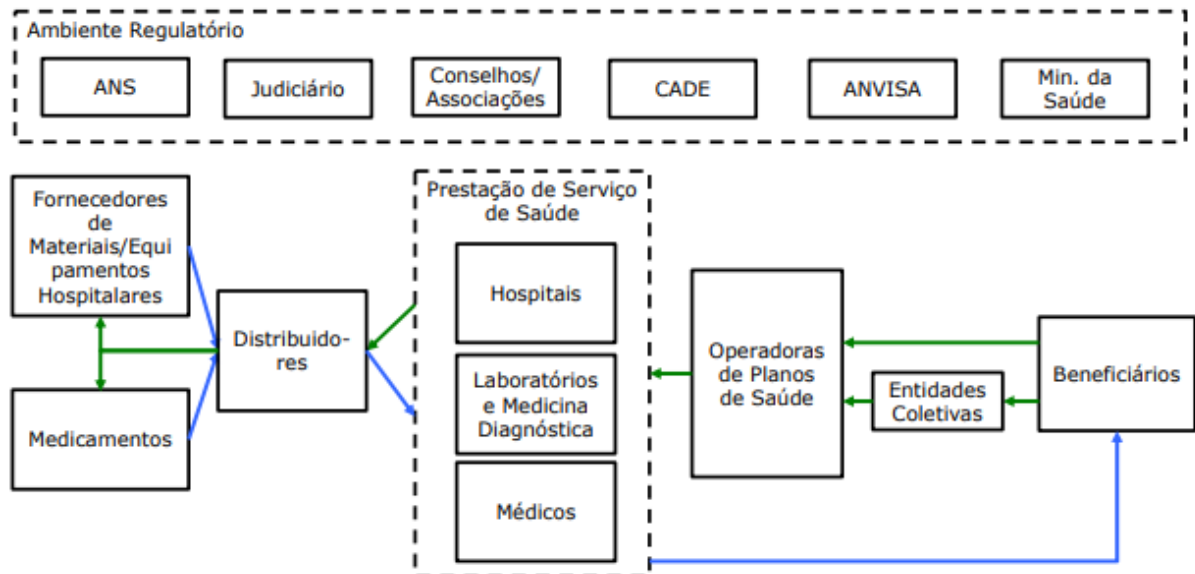 Ambiente Regulatório
ANS
Judiciário
Conselhos/
Associações
CADE
ANVISA
Min. da
Saúde
Fornecedores
de
Materiais/Equi
pamentos
Hospitalares
Medicamentos
Distribuido-
res
Prestação de Serviço
de Saúde
Hospitais
Laboratórios
e Medicina
Diagnóstica
Médicos
Operadoras
de Planos
de Saúde
Entidades
Coletivas
Beneficiários